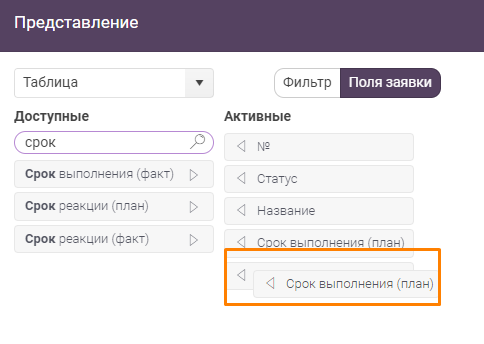 Представление
Таблица
Фильтр Поля заявки
Доступные
Активные
срок
Срок выполнения (факт)
Срок реакции (план)
Срок реакции (факт)
№
Статус
Название
Срок выполнения (план)
Срок выполнения (план)